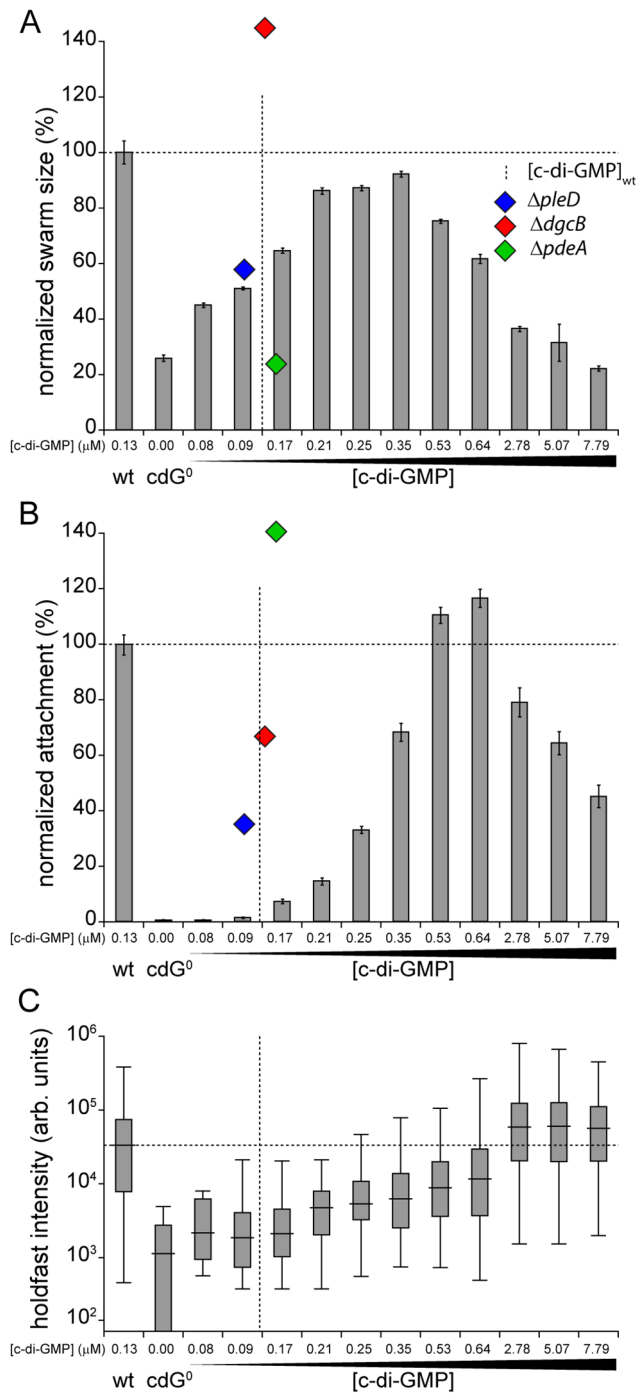 A
normalized swarm size (%)
140
120
100
80
60
40
20
0
[c-di-GMP]wt
ΔpleD
ΔdgcB
ΔpdeA
[c-di-GMP] (μM) 0.13 0.00 0.08 0.09 0.17 0.21 0.25 0.35 0.53 0.64 2.78 5.07 7.79
wt cdG⁰ [c-di-GMP]
B
normalized attachment (%)
140
120
100
80
60
40
20
0
[c-di-GMP] (μM) 0.13 0.00 0.08 0.09 0.17 0.21 0.25 0.35 0.53 0.64 2.78 5.07 7.79
wt cdG⁰ [c-di-GMP]
C
holdfast intensity (arb. units)
10⁶
10⁵
10⁴
10³
10²
[c-di-GMP] (μM) 0.13 0.00 0.08 0.09 0.17 0.21 0.25 0.35 0.53 0.64 2.78 5.07 7.79
wt cdG⁰ [c-di-GMP]